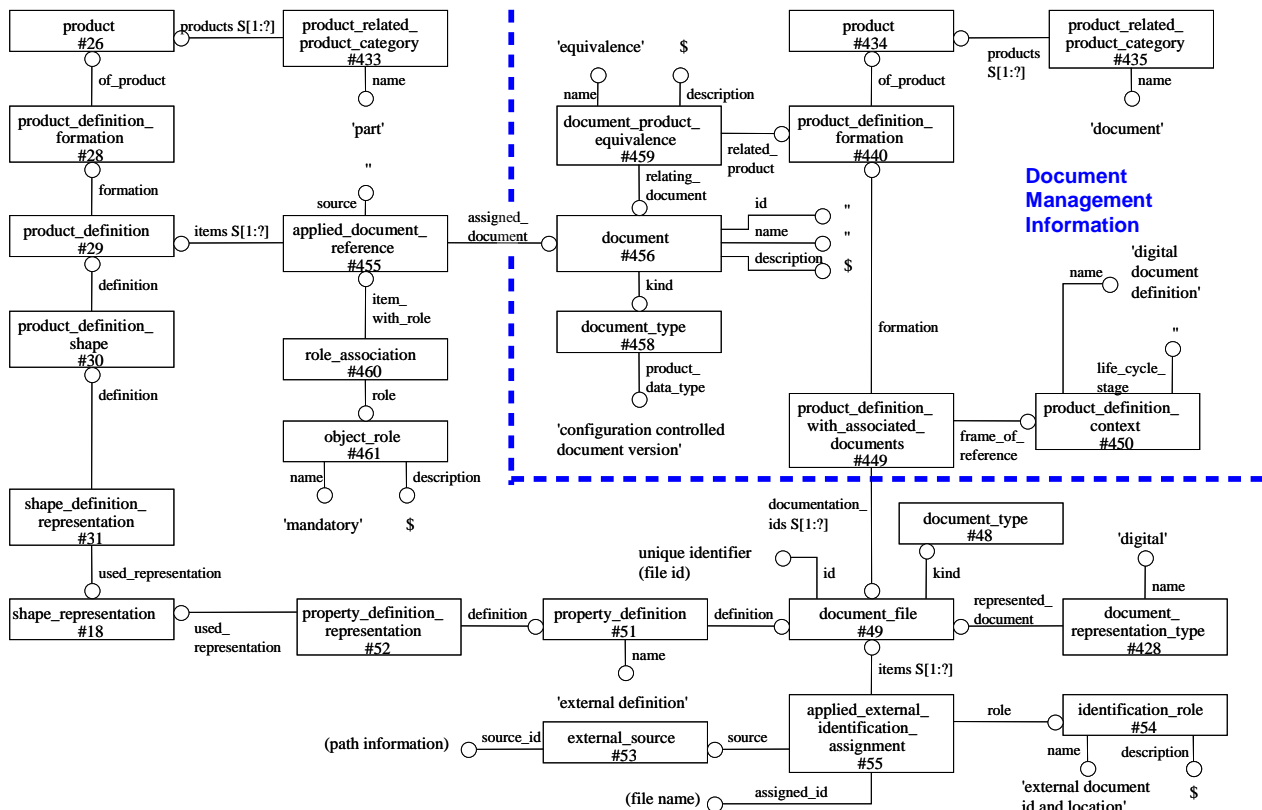 product
#26
products S[1:?]
product_related_
product_category
#433
name
'part'
of_product
product_definition_
formation
#28
formation
product_definition_
#29
items S[1:?]
"
source
applied_document_
reference
#455
assigned_
document
definition
product_definition_
shape
#30
definition
item_
with_role
role_association
#460
role
object_role
#461
name
description
'mandatory'
$
shape_definition_
representation
#31
used_representation
shape_representation
#18
used_
representation
property_definition_
representation
#52
definition
property_definition_
#51
name
'external definition'
definition
'equivalence'
$
name
description
document_product_
equivalence
#459
related_
product
relating_
document
document
#456
id
"
name
"
description
$
kind
document_type
#458
product_
data_type
'configuration controlled
document version'
product
#434
products
S[1:?]
product_related_
product_category
#435
name
'document'
of_product
product_definition_
formation
#440
Document
Management
Information
formation
name
'digital
document
definition'
"
life_cycle_
stage
product_definition_
with_associated_
documents
#449
frame_of_
reference
product_definition_
context
#450
documentation_
ids S[1:?]
document_type
#48
kind
unique identifier
(file id)
id
document_file
#49
represented_
document
'digital'
name
document_
representation_type
#428
items S[1:?]
applied_external_
identification_
assignment
#55
role
identification_role
#54
name
description
'external document
id and location'
$
source
external_source
#53
source_id
(path information)
assigned_id
(file name)